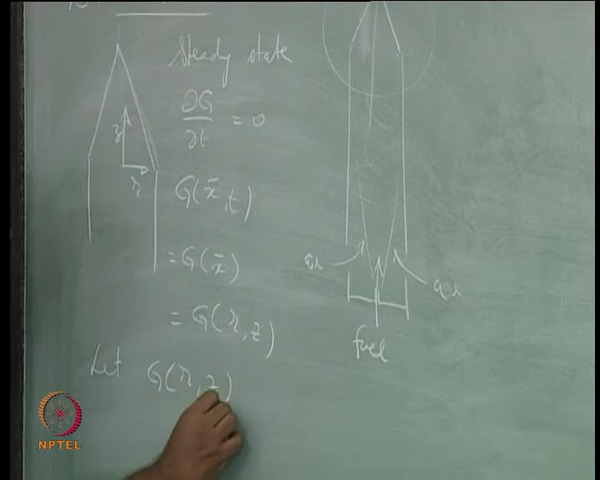 Steady state
∂G/∂t = 0
z
r
G(x̄,t)
= G(x̄)
= G(r,z)
Let G(r,z)
air
air
fuel
NPTEL